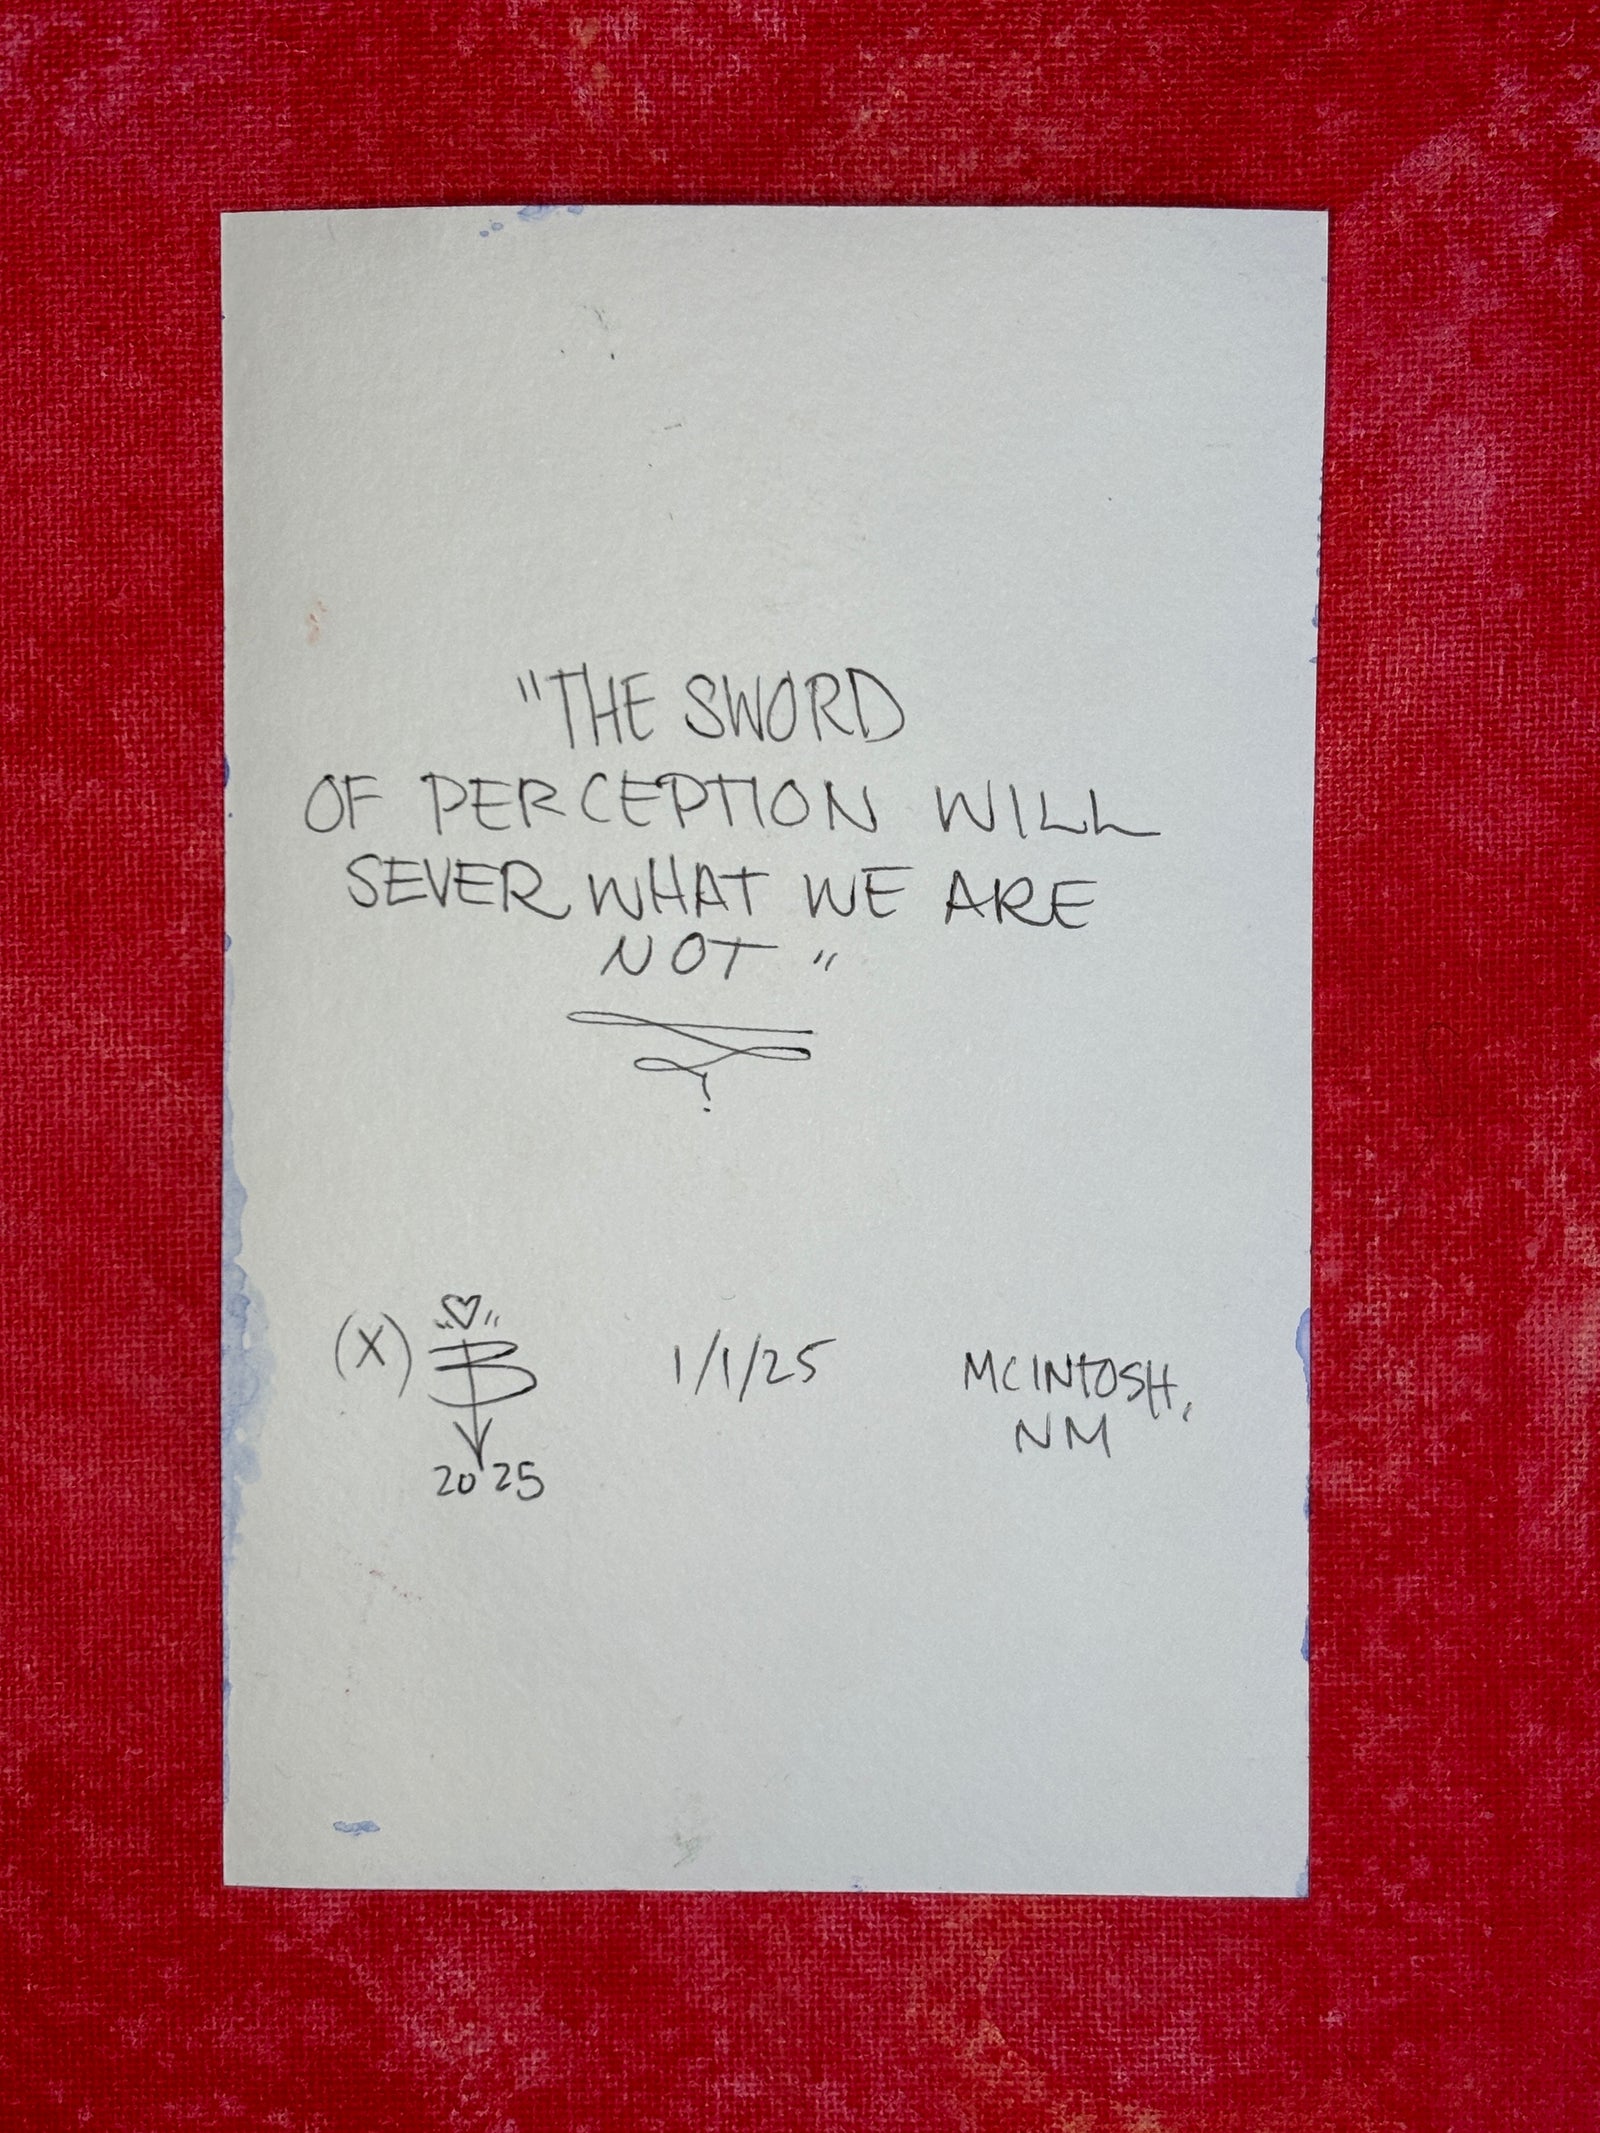 "THE SWORD
OF PERCEPTION WILL
SEVER WHAT WE ARE
NOT"
(X) B 1/1/25 MCINTOSH,
NM
2025